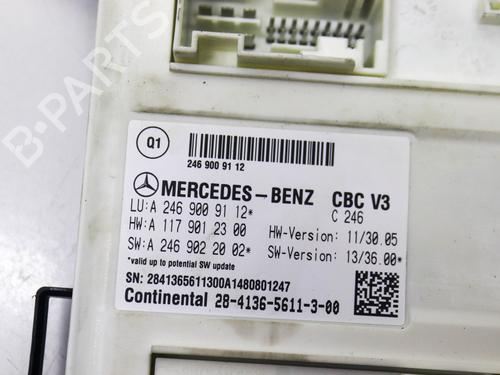 B-PARTS
Q1
246 900 91 12
MERCEDES-BENZ CBC V3
C 246
LU:A 246 900 91 12*
HW:A 117 901 23 00 HW-Version: 11/30.05
SW:A 246 902 20 02* SW-Version: 13/36.00*
*valid up to potential SW update
SN: 2841365611300A1480801247
Continental 28-4136-5611-3-00